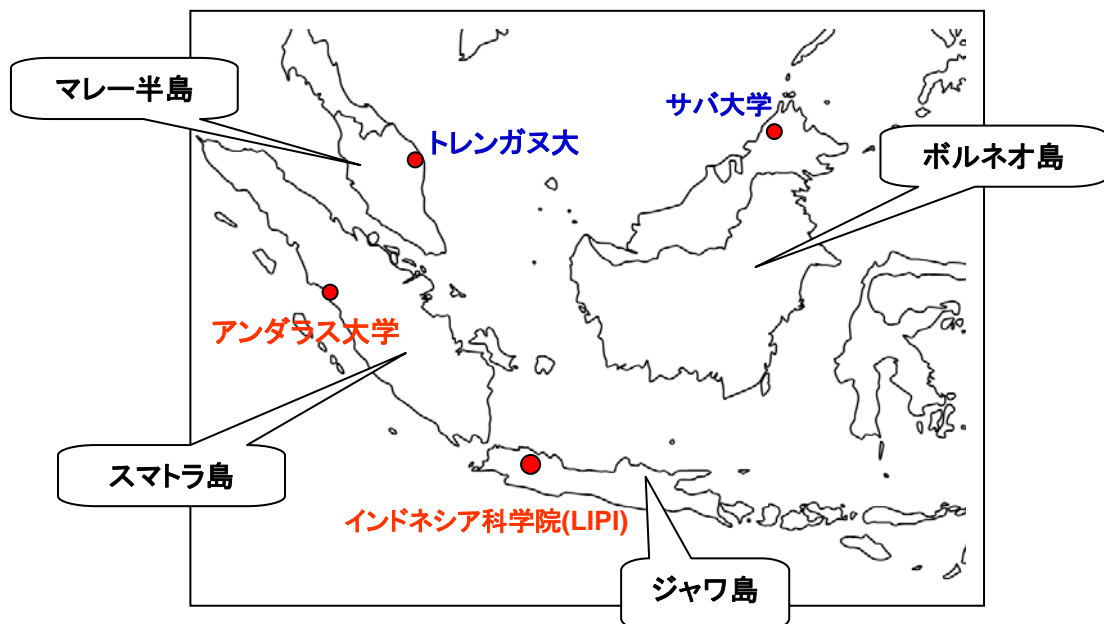 マレー半島
サバ大学
トレンガヌ大
ボルネオ島
アンダラス大学
スマトラ島
インドネシア科学院(LIPI)
ジャワ島